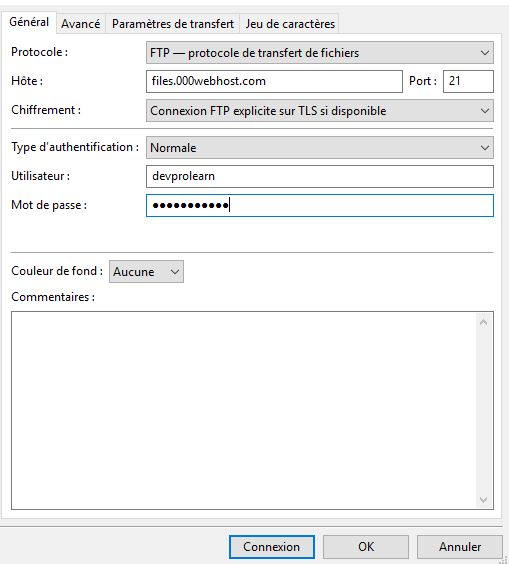 Général Avancé Paramètres de transfert Jeu de caractères
Protocole : FTP — protocole de transfert de fichiers
Hôte : files.000webhost.com Port : 21
Chiffrement : Connexion FTP explicite sur TLS si disponible
Type d'authentification : Normale
Utilisateur : devprolearn
Mot de passe : ●●●●●●●●●●●
Couleur de fond : Aucune
Commentaires :
Connexion OK Annuler